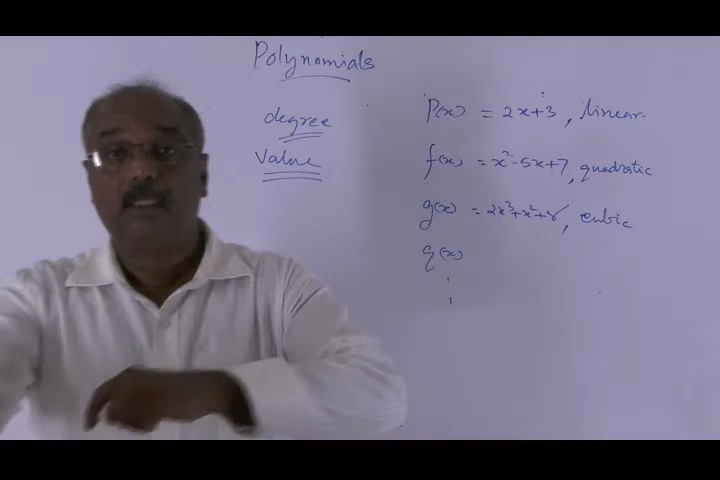 Polynomials
degree
Value
P(x) = 2x+3, linear.
f(x) = x²-5x+7, quadratic
g(x) = 2x³+x²+8, cubic
q(x)